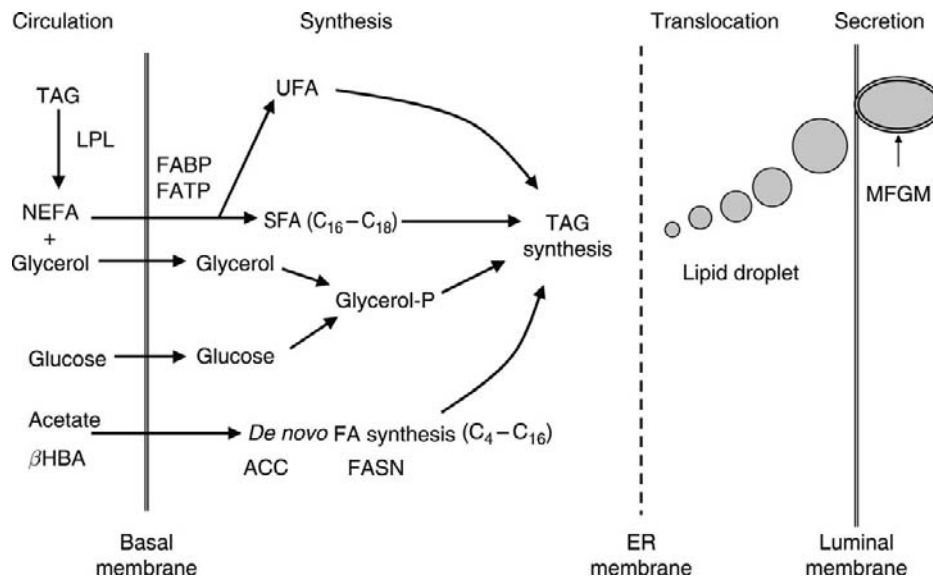 Circulation
Synthesis
Translocation
Secretion
TAG
UFA
LPL
FABP
FATP
MFGM
NEFA
SFA (C₁₆–C₁₈)
TAG
synthesis
+
Glycerol
Glycerol
Lipid droplet
Glycerol-P
Glucose
Glucose
Acetate
De novo FA synthesis (C₄–C₁₆)
βHBA
ACC
FASN
Basal
membrane
ER
membrane
Luminal
membrane